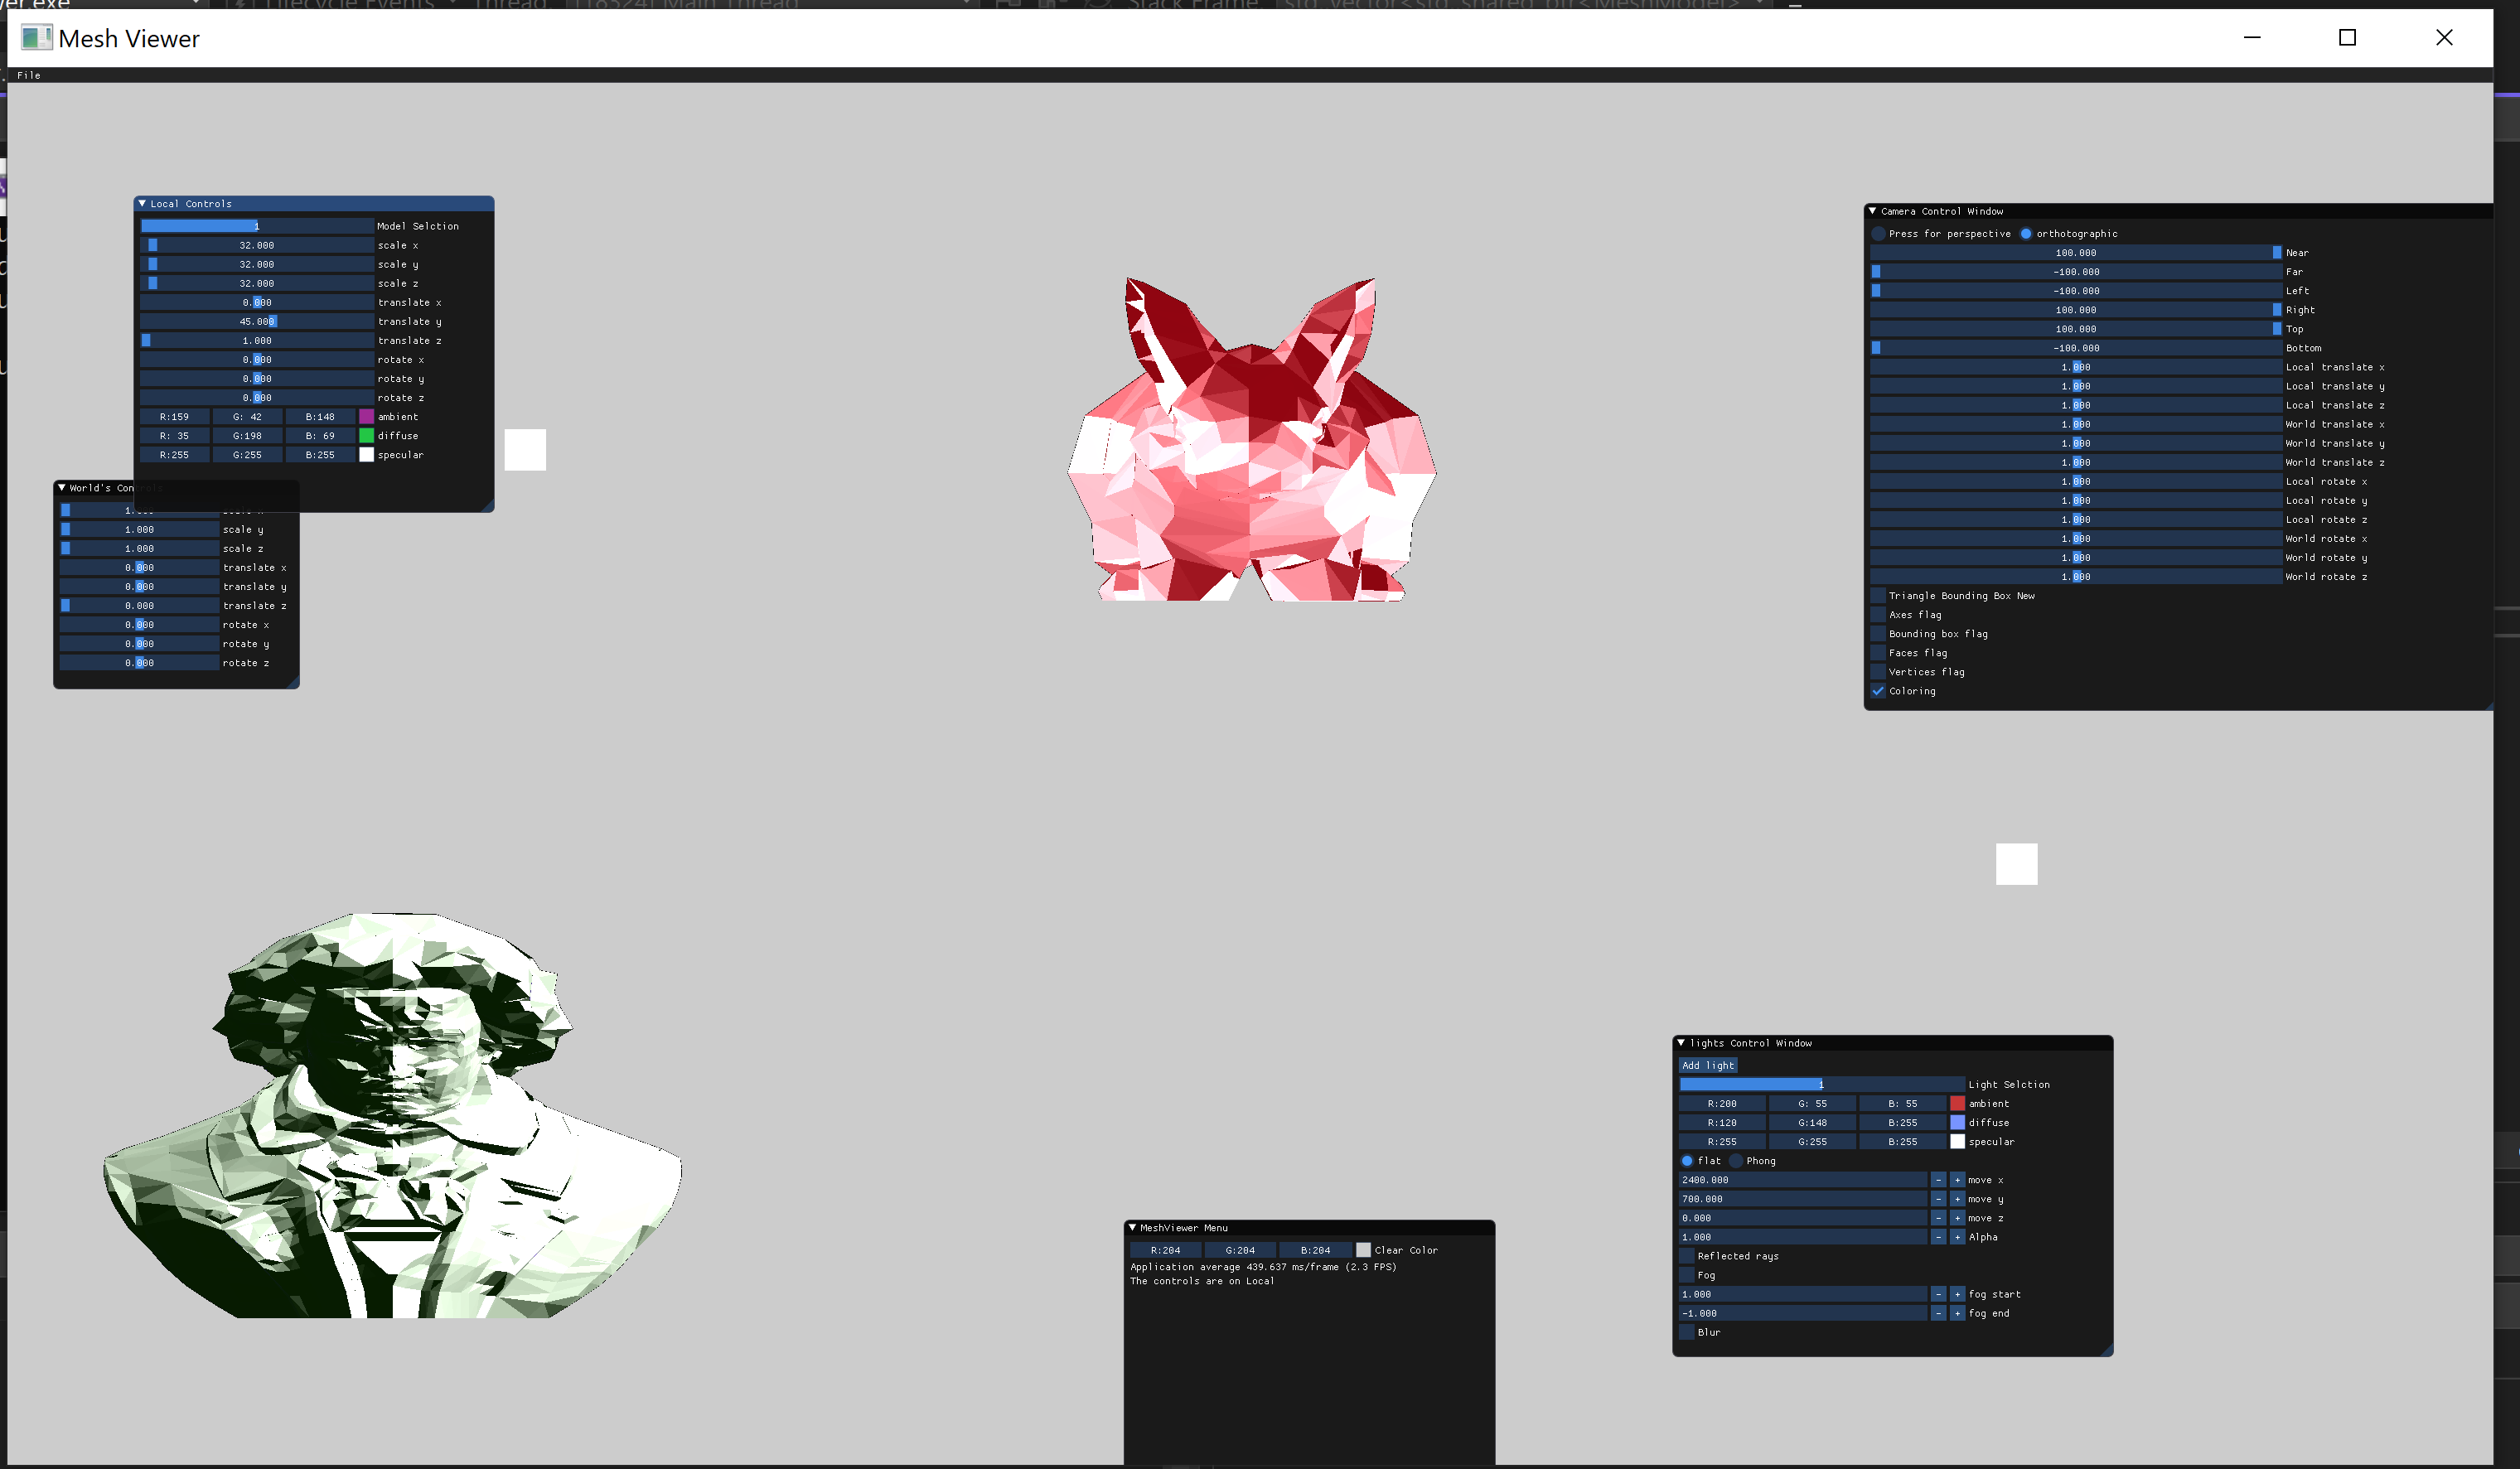 Mesh Viewer
File
Local Controls
1 Model Selction
32.000 scale x
32.000 scale y
32.000 scale z
0.000 translate x
45.000 translate y
1.000 translate z
0.000 rotate x
0.000 rotate y
0.000 rotate z
R:159 G: 42 B:148 ambient
R: 35 G:198 B: 69 diffuse
R:255 G:255 B:255 specular
World's
1.000 scale y
1.000 scale z
0.000 translate x
0.000 translate y
0.000 translate z
0.000 rotate x
0.000 rotate y
0.000 rotate z
Camera Control Window
Press for perspective orthotographic
100.000 Near
-100.000 Far
-100.000 Left
100.000 Right
100.000 Top
-100.000 Bottom
1.000 Local translate x
1.000 Local translate y
1.000 Local translate z
1.000 World translate x
1.000 World translate y
1.000 World translate z
1.000 Local rotate x
1.000 Local rotate y
1.000 Local rotate z
1.000 World rotate x
1.000 World rotate y
1.000 World rotate z
Triangle Bounding Box New
Axes flag
Bounding box flag
Faces flag
Vertices flag
Coloring
lights Control Window
Add light
1 Light Selction
R:200 G: 55 B: 55 ambient
R:120 G:148 B:255 diffuse
R:255 G:255 B:255 specular
flat Phong
2400.000 - + move x
700.000 - + move y
0.000 - + move z
1.000 - + Alpha
Reflected rays
Fog
1.000 - + fog start
-1.000 - + fog end
Blur
MeshViewer Menu
R:204 G:204 B:204 Clear Color
Application average 439.637 ms/frame (2.3 FPS)
The controls are on Local